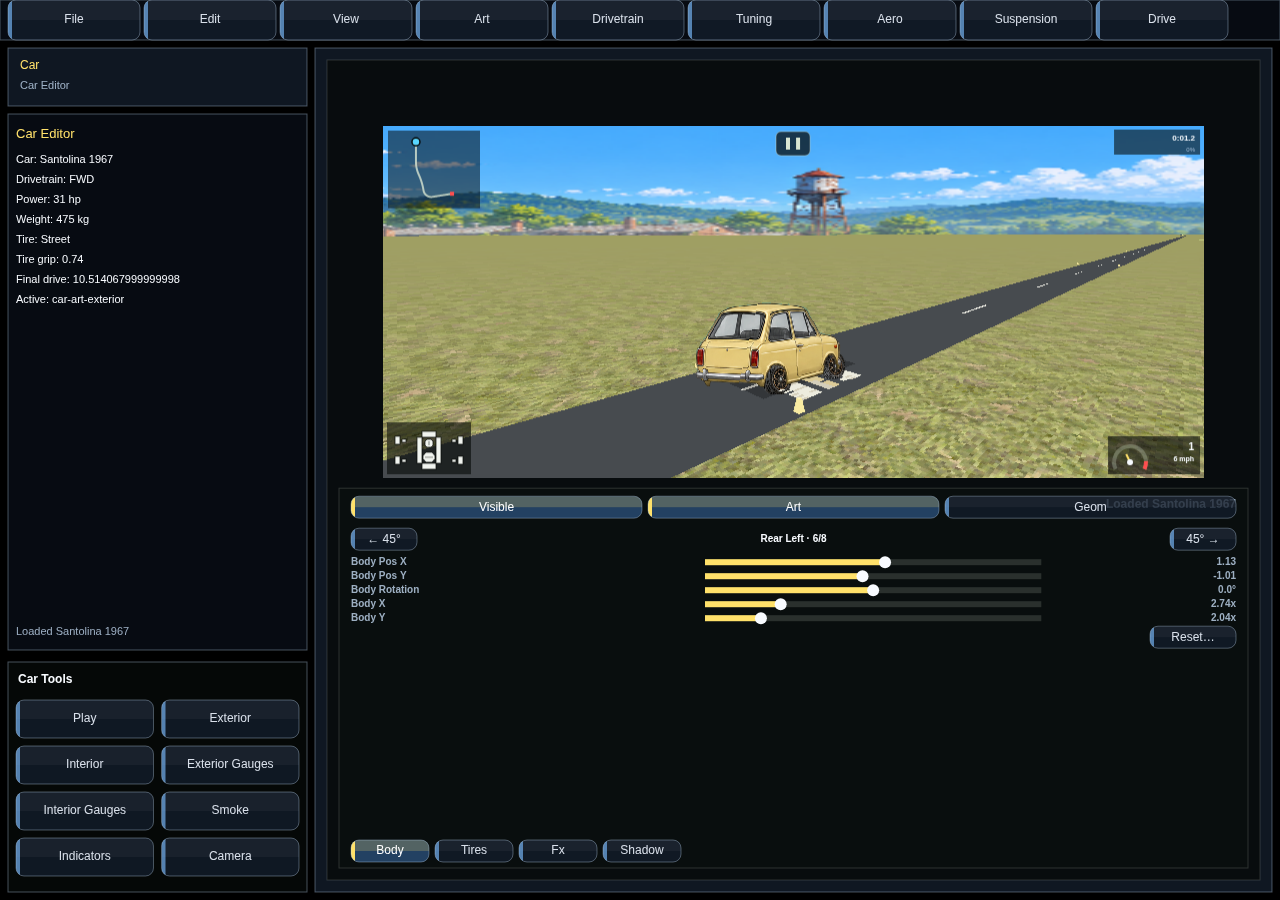 File Edit View Art Drivetrain Tuning Aero Suspension Drive
Car
Car Editor
Car Editor
Car: Santolina 1967
Drivetrain: FWD
Power: 31 hp
Weight: 475 kg
Tire: Street
Tire grip: 0.74
Final drive: 10.514067999999998
Active: car-art-exterior
Loaded Santolina 1967
Car Tools
Play Exterior
Interior Exterior Gauges
Interior Gauges Smoke
Indicators Camera
0:01.2
0%
1
6 mph
Visible Art Geom Loaded Santolina 1967
← 45° Rear Left · 6/8 45° →
Body Pos X 1.13
Body Pos Y -1.01
Body Rotation 0.0°
Body X 2.74x
Body Y 2.04x
Reset…
Body Tires Fx Shadow